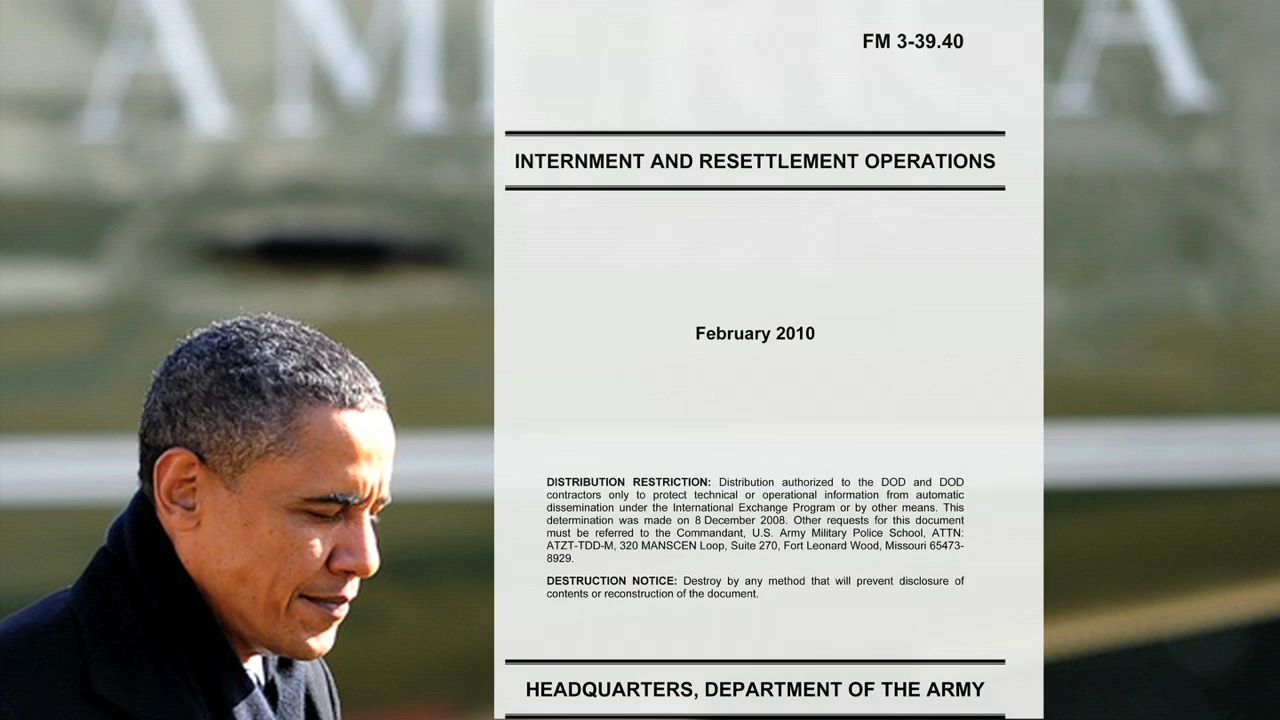 AMERICA
FM 3-39.40
INTERNMENT AND RESETTLEMENT OPERATIONS
February 2010
DISTRIBUTION RESTRICTION: Distribution authorized to the DOD and DOD
contractors only to protect technical or operational information from automatic
dissemination under the International Exchange Program or by other means. This
determination was made on 8 December 2008. Other requests for this document
must be referred to the Commandant, U.S. Army Military Police School, ATTN:
ATZT-TDD-M, 320 MANSCEN Loop, Suite 270, Fort Leonard Wood, Missouri 65473-
8929.
DESTRUCTION NOTICE: Destroy by any method that will prevent disclosure of
contents or reconstruction of the document.
HEADQUARTERS, DEPARTMENT OF THE ARMY